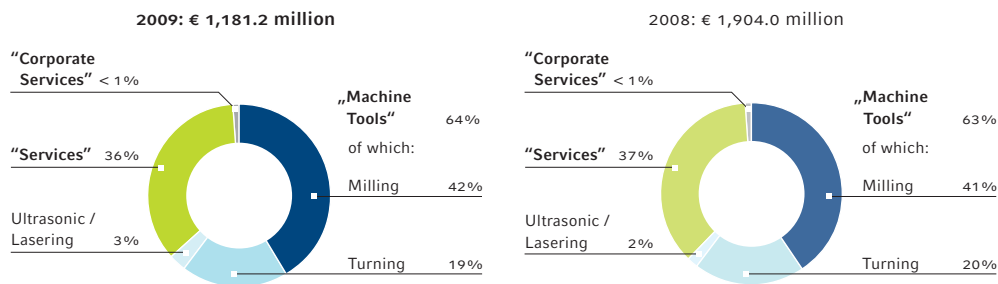 2009: € 1,181.2 million
“Corporate
Services” < 1%
„Machine
Tools“ 64%
of which:
“Services” 36%
Milling 42%
Ultrasonic /
Lasering 3%
Turning 19%
2008: € 1,904.0 million
“Corporate
Services” < 1%
„Machine
Tools“ 63%
of which:
“Services” 37%
Milling 41%
Ultrasonic /
Lasering 2%
Turning 20%